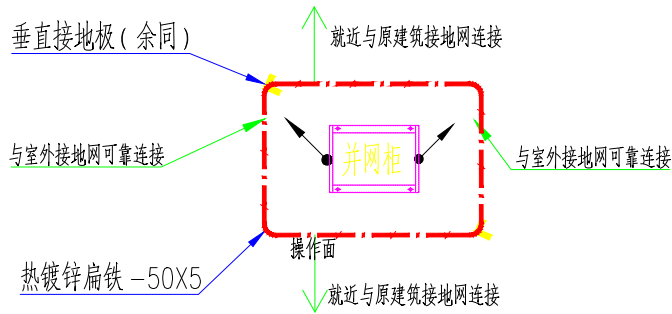 垂直接地极(余同)
就近与原建筑接地网连接
与室外接地网可靠连接
并网柜
与室外接地网可靠连接
操作面
热镀锌扁铁-50X5
就近与原建筑接地网连接